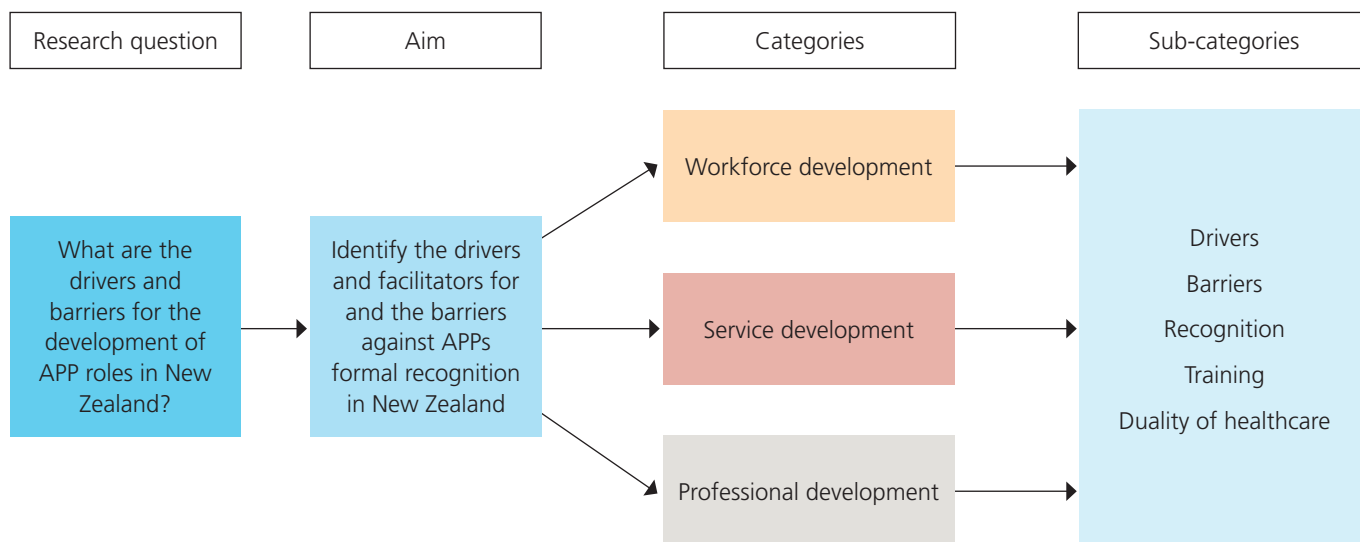 Research question
Aim
Categories
Sub-categories
What are the
drivers and
barriers for the
development of
APP roles in New
Zealand?
Identify the drivers
and facilitators for
and the barriers
against APPs
formal recognition
in New Zealand
Workforce development
Service development
Professional development
Drivers
Barriers
Recognition
Training
Duality of healthcare